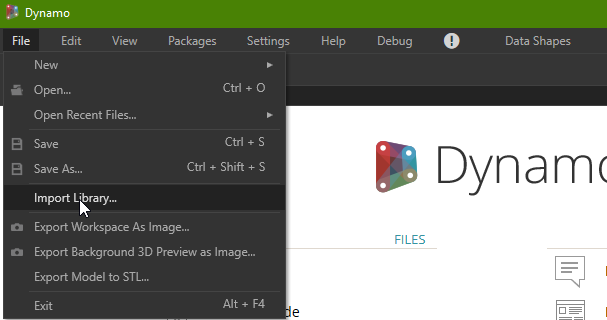 Dynamo
File Edit View Packages Settings Help Debug Data Shapes
New
Open... Ctrl + O
Open Recent Files...
Save Ctrl + S
Save As... Ctrl + Shift + S
Import Library...
Export Workspace As Image...
Export Background 3D Preview as Image...
Export Model to STL...
Exit Alt + F4
Dynamo
FILES